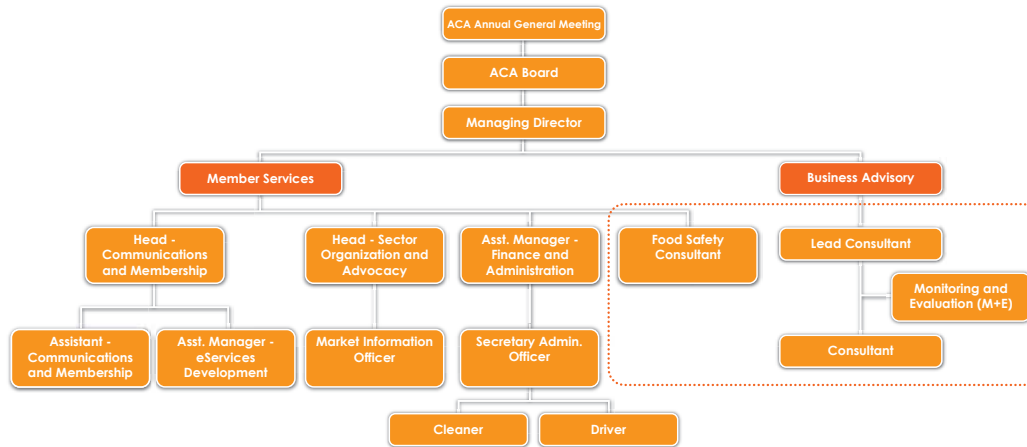 ACA Annual General Meeting
ACA Board
Managing Director
Member Services
Business Advisory
Head -
Communications
and Membership
Head - Sector
Organization and
Advocacy
Asst. Manager -
Finance and
Administration
Food Safety
Consultant
Lead Consultant
Monitoring and
Evaluation (M+E)
Assistant -
Communications
and Membership
Asst. Manager -
eServices
Development
Market Information
Officer
Secretary Admin.
Officer
Consultant
Cleaner
Driver